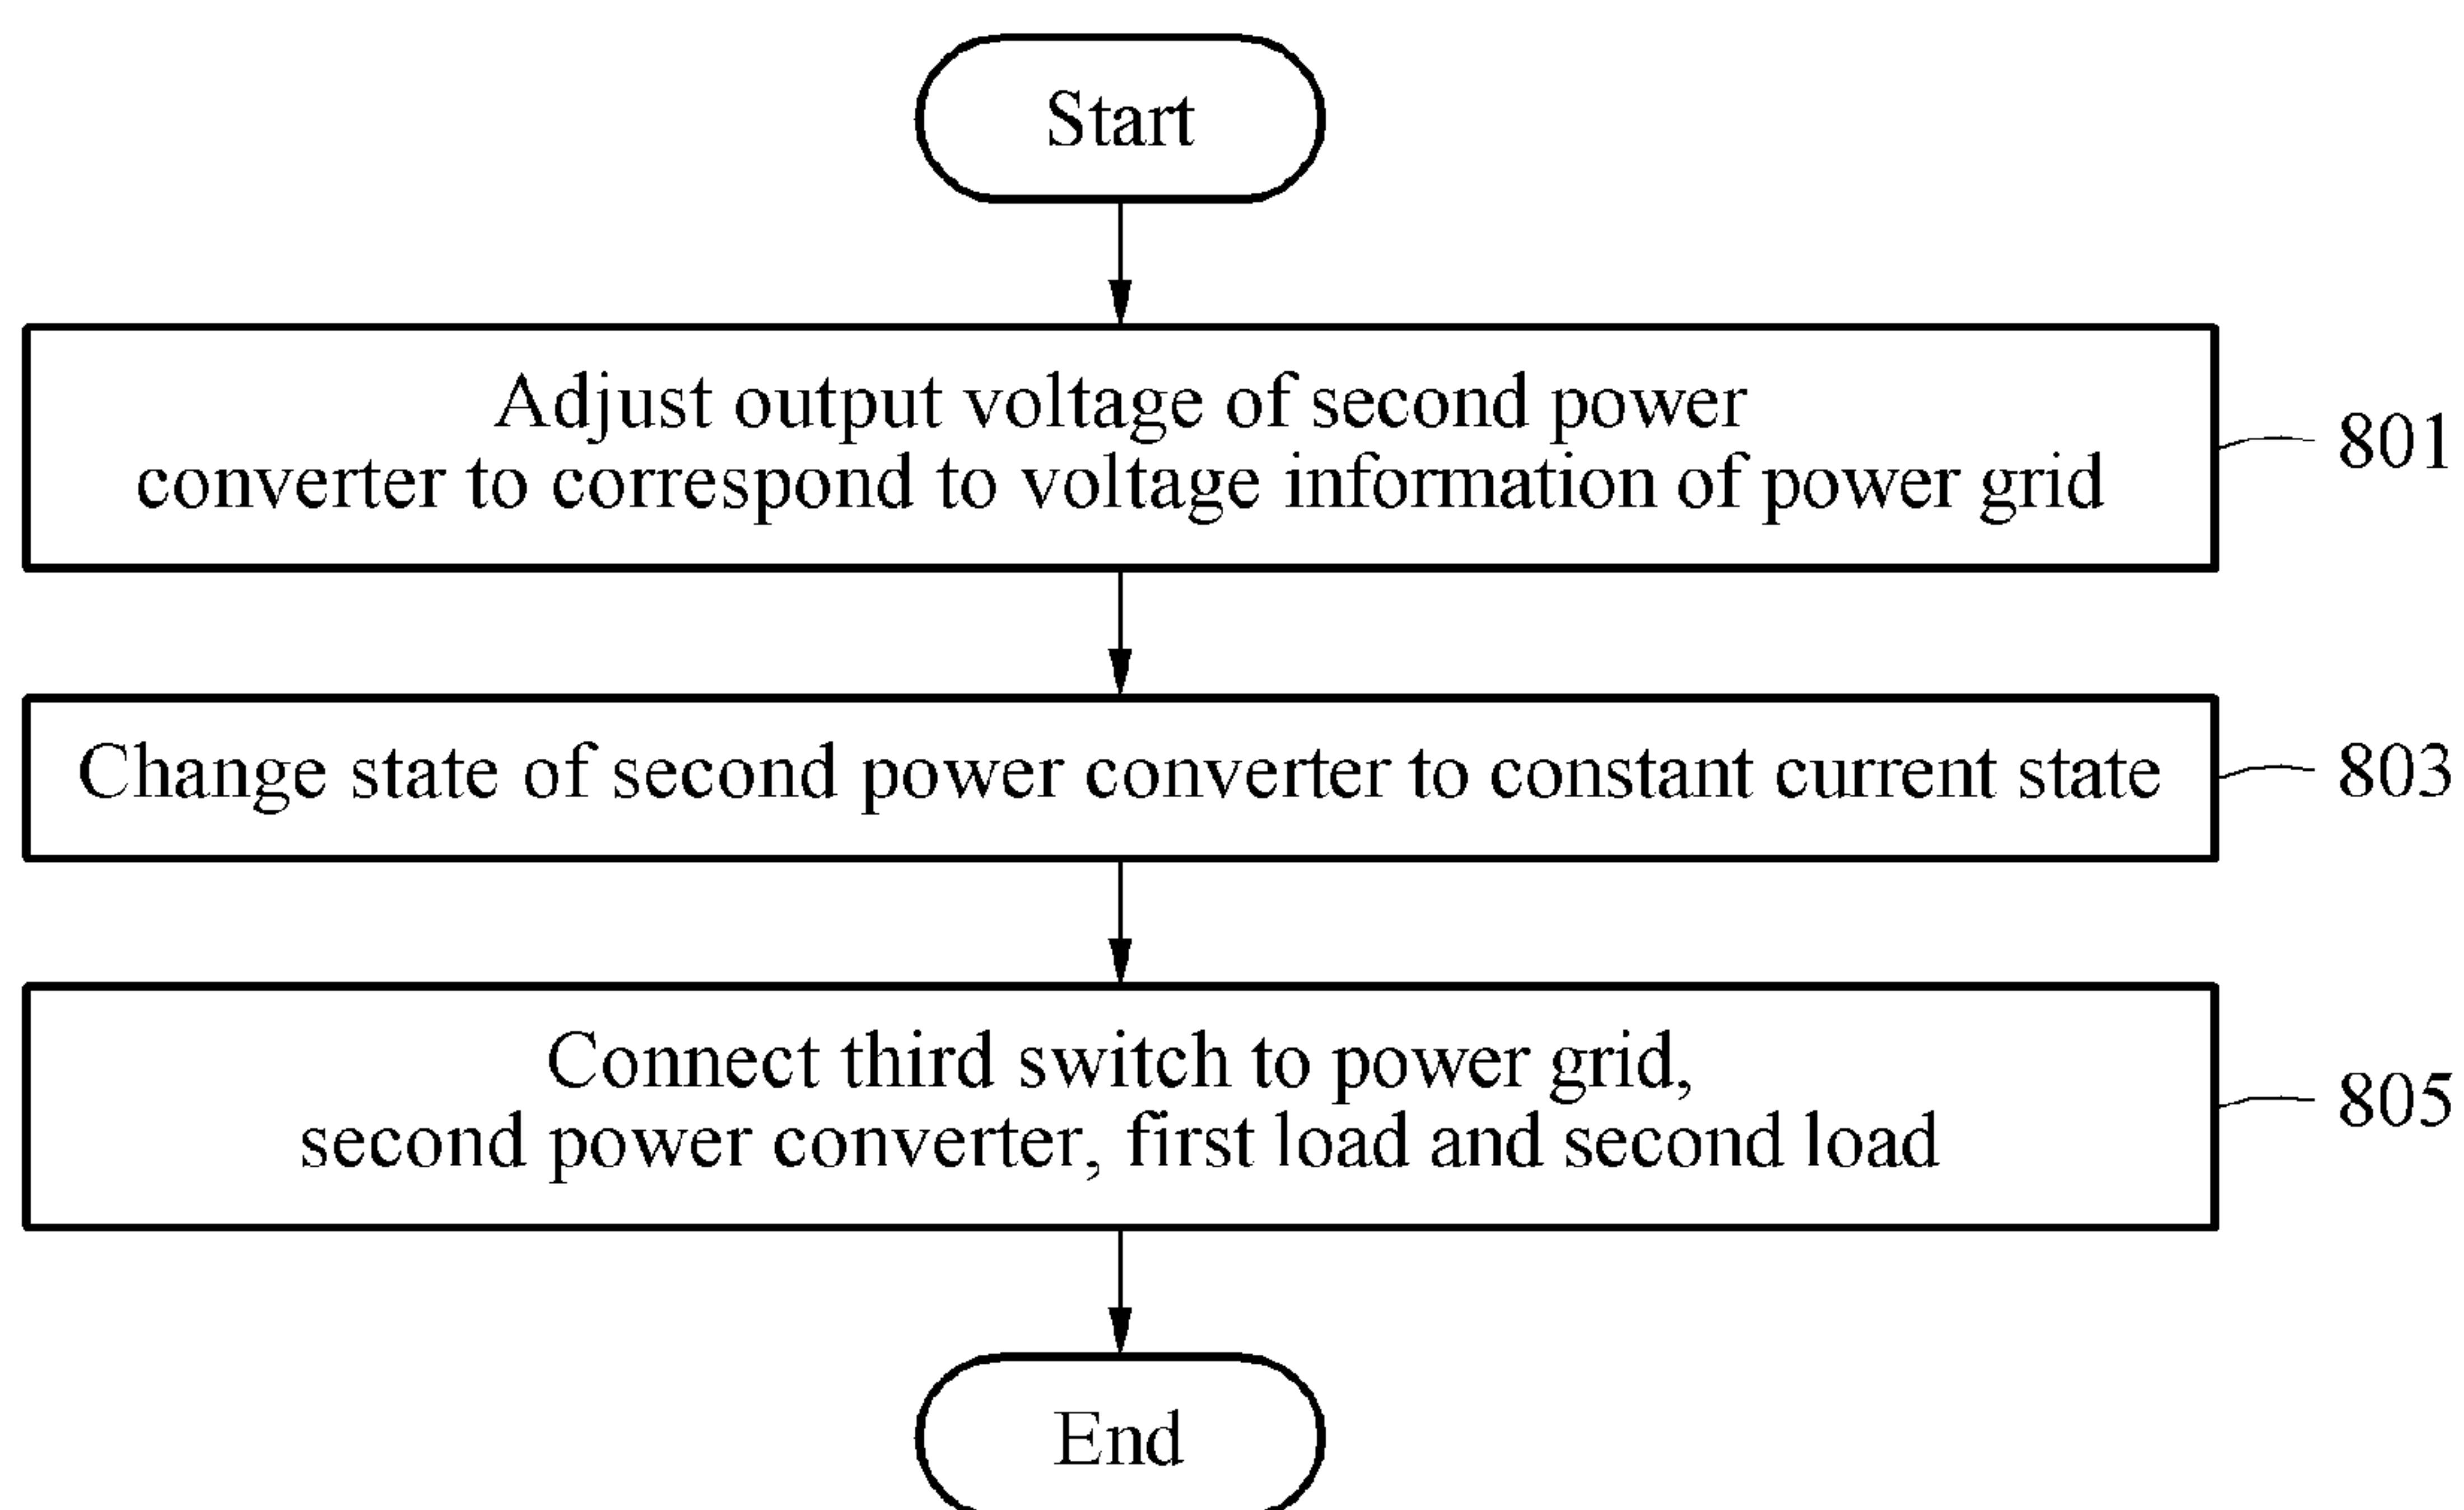 Start
Adjust output voltage of second power
converter to correspond to voltage information of power grid
801
Change state of second power converter to constant current state
803
Connect third switch to power grid,
second power converter, first load and second load
805
End